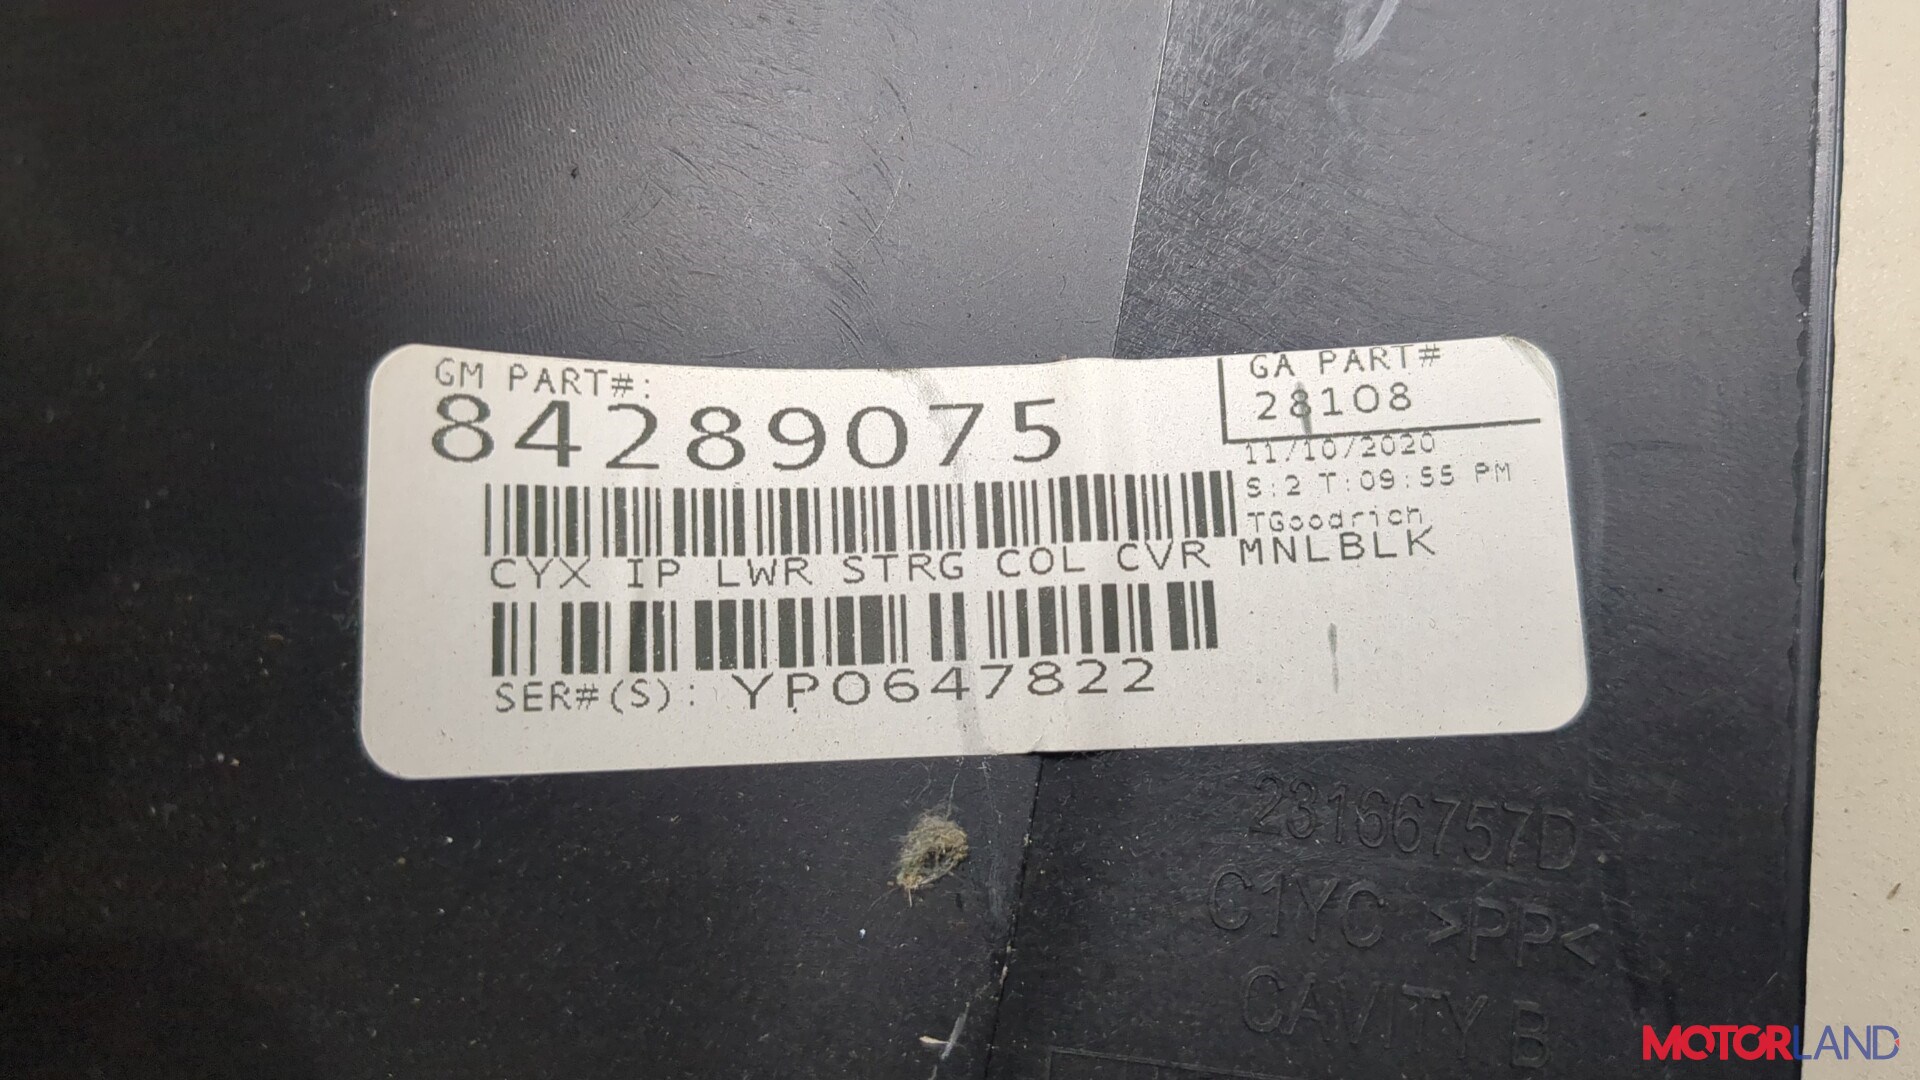 GM PART#:
84289075
GA PART#
28108
11/10/2020
S:2 T:09:55 PM
TGoodrich
CYX IP LWR STRG COL CVR MNLBLK
SER#(S): YP0647822
23166757D
C1YC >PP<
CAVITY B
MOTORLAND